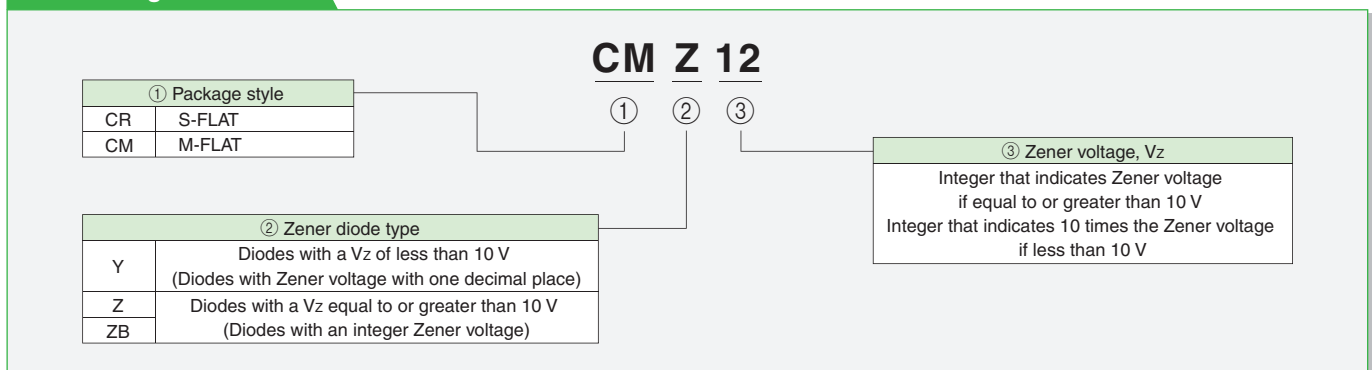 CM Z 12
① ② ③
① Package style
CR S-FLAT
CM M-FLAT
② Zener diode type
Y Diodes with a Vz of less than 10 V
(Diodes with Zener voltage with one decimal place)
Z Diodes with a Vz equal to or greater than 10 V
ZB (Diodes with an integer Zener voltage)
③ Zener voltage, Vz
Integer that indicates Zener voltage
if equal to or greater than 10 V
Integer that indicates 10 times the Zener voltage
if less than 10 V